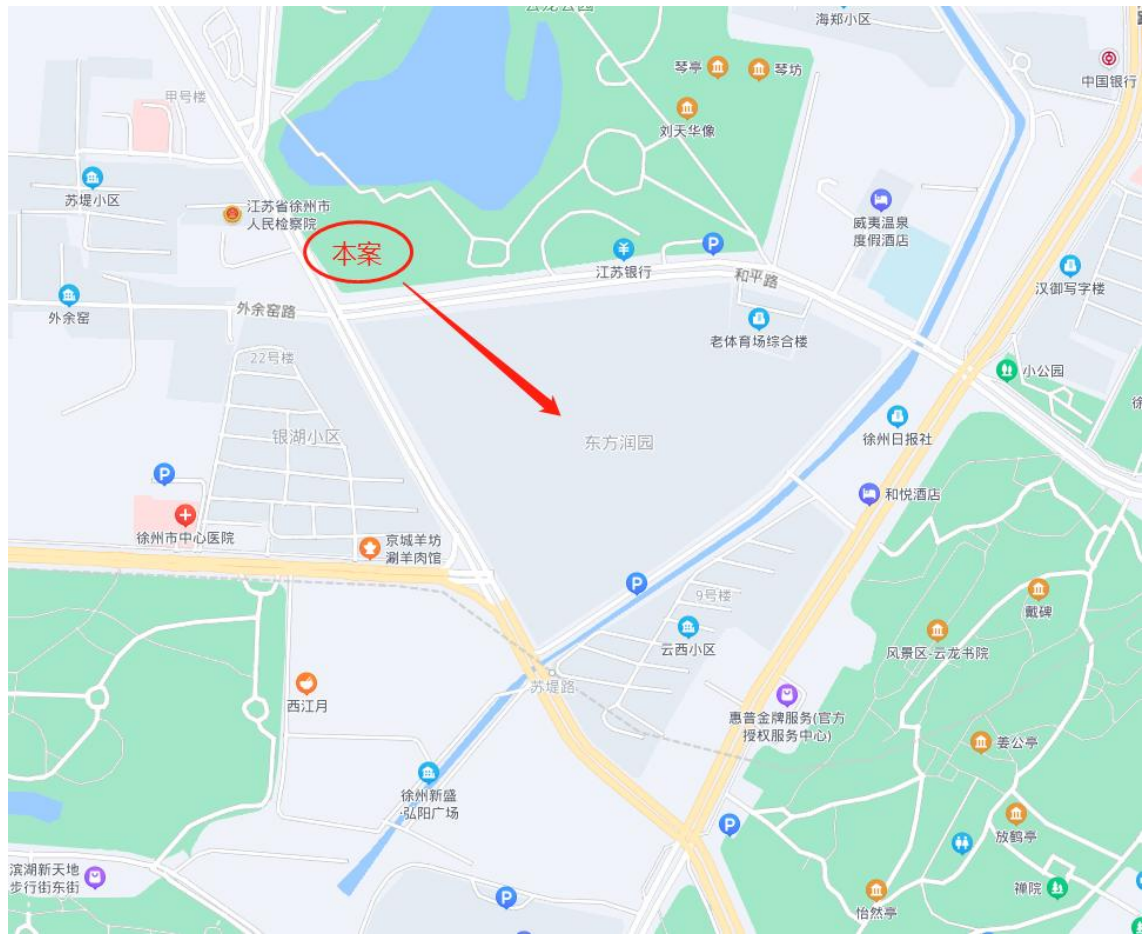 云龙公园
海郑小区
琴亭
琴坊
中国银行
甲号楼
刘天华像
苏堤小区
江苏省徐州市
人民检察院
威夷温泉
度假酒店
本案
江苏银行
和平路
汉御写字楼
外余窑
外余窑路
老体育场综合楼
22号楼
小公园
徐
银湖小区
东方润园
徐州日报社
P
和悦酒店
徐州市中心医院
京城羊坊
涮羊肉馆
P
9号楼
戴碑
云西小区
风景区-云龙书院
苏堤路
西江月
惠普金牌服务(官方
授权服务中心)
姜公亭
徐州新盛
·弘阳广场
P
放鹤亭
滨湖新天地
步行街东街
P
禅院
怡然亭
P